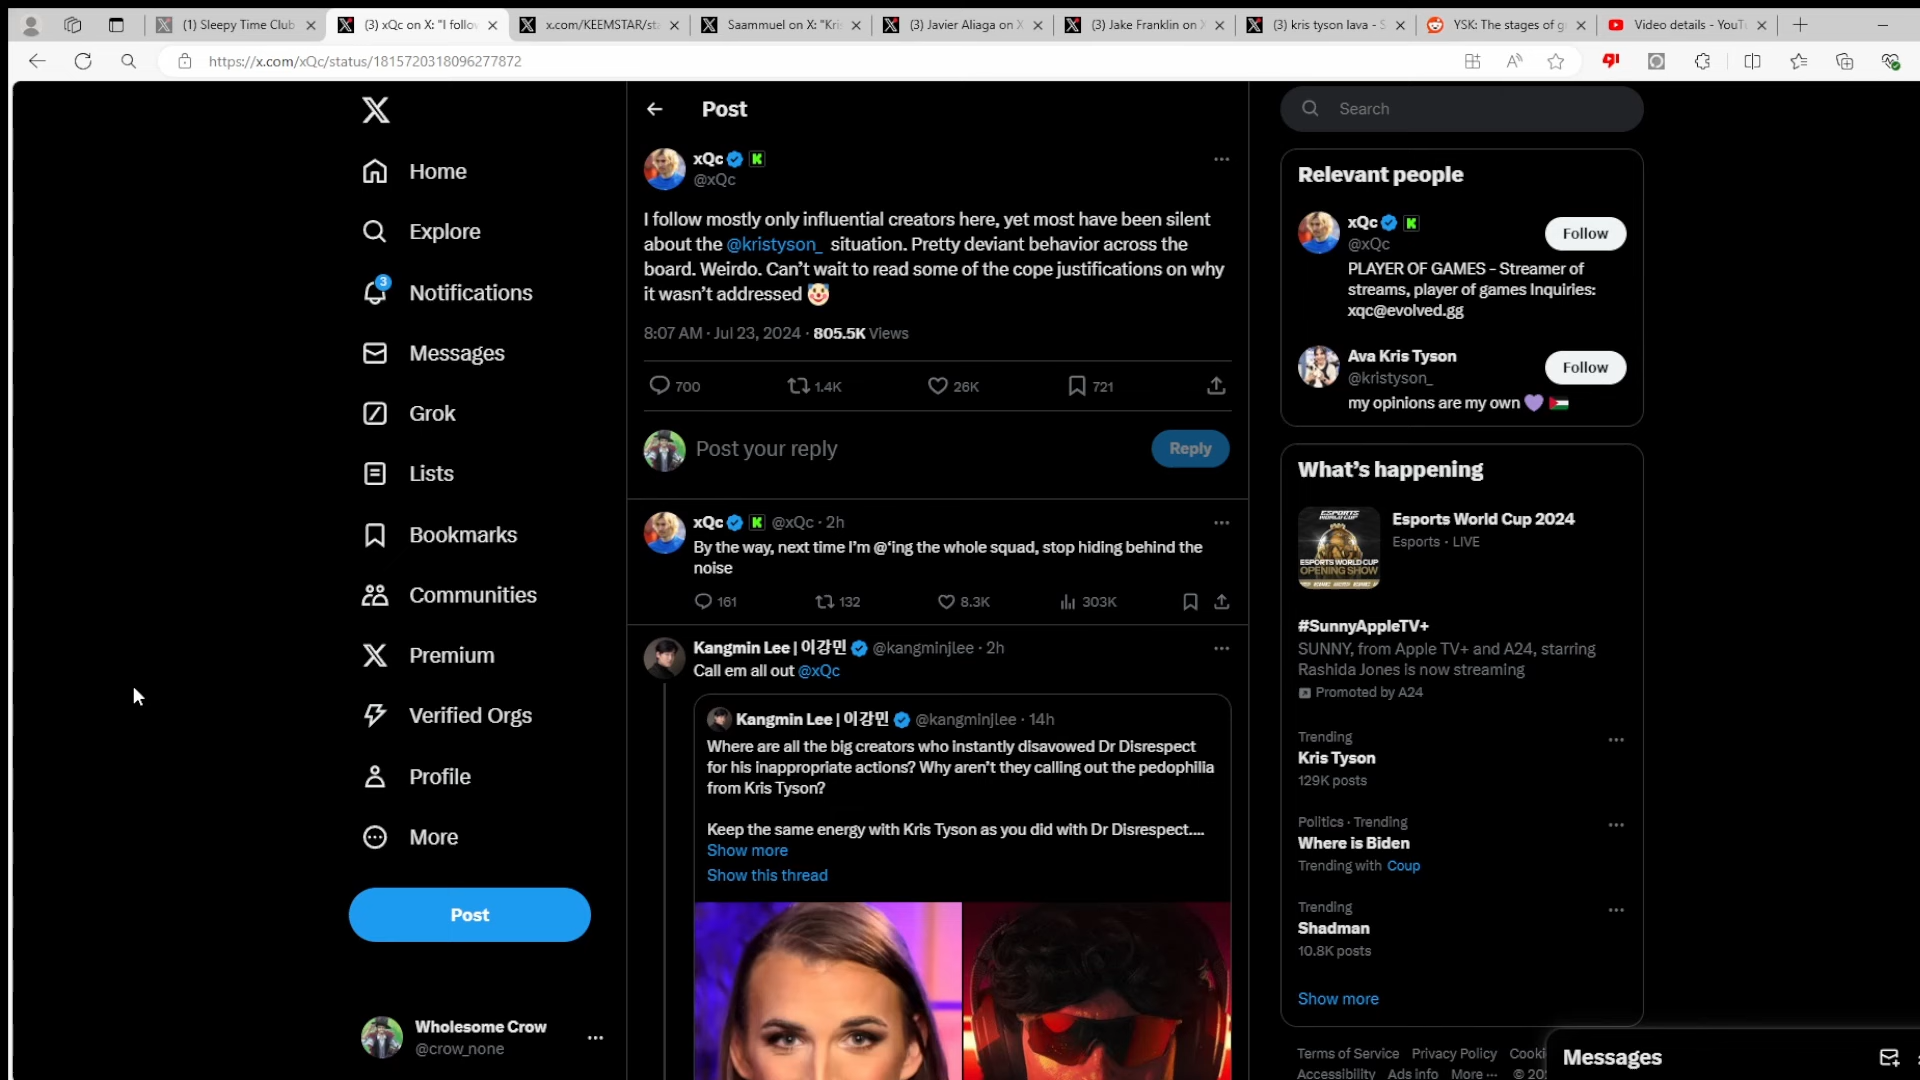 (1) Sleepy Time Club
(3) xQc on X: "I follow
x.com/KEEMSTAR/sta
Saammuel on X: "Kris
(3) Javier Aliaga on X
(3) Jake Franklin on X
(3) kris tyson lava - S
YSK: The stages of g
Video details - YouTu
https://x.com/xQc/status/1815720318096277872
Home
Explore
3
Notifications
Messages
Grok
Lists
Bookmarks
Communities
Premium
Verified Orgs
Profile
More
Post
Wholesome Crow
@crow_none
Post
xQc
@xQc
I follow mostly only influential creators here, yet most have been silent
about the @kristyson_ situation. Pretty deviant behavior across the
board. Weirdo. Can't wait to read some of the cope justifications on why
it wasn't addressed 🤡
8:07 AM · Jul 23, 2024 · 805.5K Views
700 1.4K 26K 721
Post your reply
Reply
xQc @xQc · 2h
By the way, next time I'm @'ing the whole squad, stop hiding behind the
noise
161 132 8.3K 303K
Kangmin Lee | 이강민 @kangminjlee · 2h
Call em all out @xQc
Kangmin Lee | 이강민 @kangminjlee · 14h
Where are all the big creators who instantly disavowed Dr Disrespect
for his inappropriate actions? Why aren't they calling out the pedophilia
from Kris Tyson?
Keep the same energy with Kris Tyson as you did with Dr Disrespect....
Show more
Show this thread
Search
Relevant people
xQc
@xQc
Follow
PLAYER OF GAMES - Streamer of
streams, player of games Inquiries:
xqc@evolved.gg
Ava Kris Tyson
@kristyson_
Follow
my opinions are my own 💜 🇵🇸
What's happening
ESPORTS WORLD CUP
OPENING SHOW
Esports World Cup 2024
Esports · LIVE
#SunnyAppleTV+
SUNNY, from Apple TV+ and A24, starring
Rashida Jones is now streaming
Promoted by A24
Trending
Kris Tyson
129K posts
Politics · Trending
Where is Biden
Trending with Coup
Trending
Shadman
10.8K posts
Show more
Terms of Service Privacy Policy Cooki
Accessibility Ads info More ··· © 20
Messages